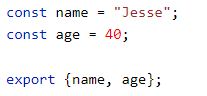 const name = "Jesse";
const age = 40;

export {name, age};